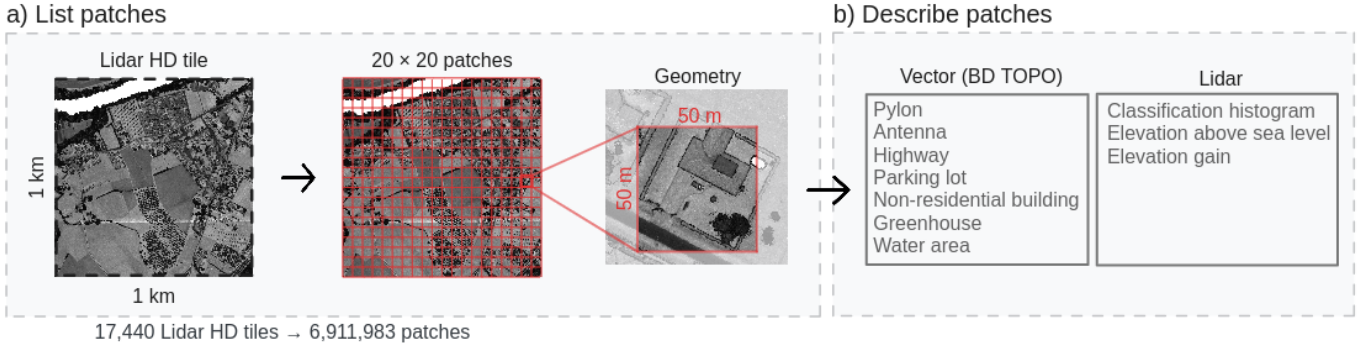 a) List patches
b) Describe patches
Lidar HD tile
20 × 20 patches
Geometry
1 km
1 km
50 m
50 m
17,440 Lidar HD tiles → 6,911,983 patches
Vector (BD TOPO)
Pylon
Antenna
Highway
Parking lot
Non-residential building
Greenhouse
Water area
Lidar
Classification histogram
Elevation above sea level
Elevation gain